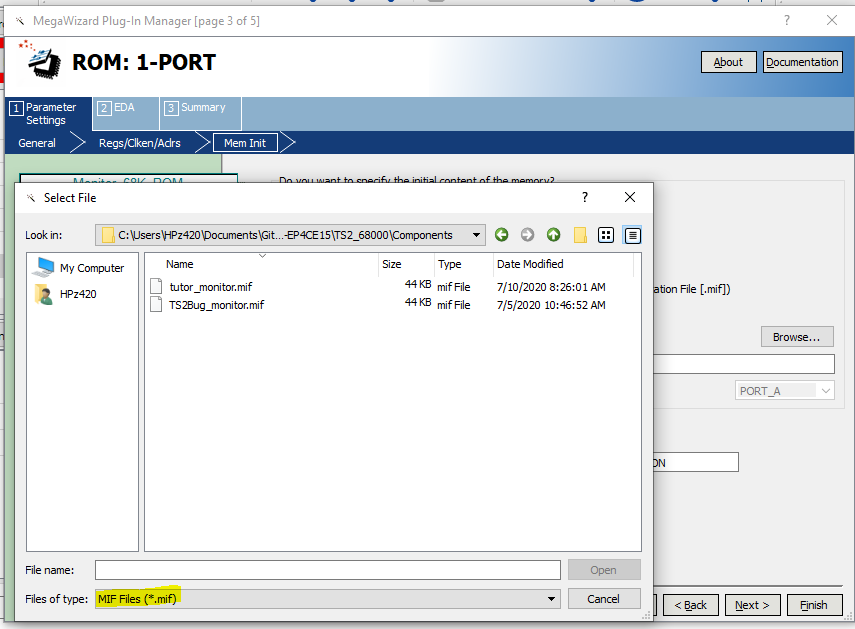 MegaWizard Plug-In Manager [page 3 of 5]
ROM: 1-PORT
About
Documentation
1 Parameter Settings
2 EDA
3 Summary
General
Regs/Clken/Aclrs
Mem Init
Monitor_68K_ROM
Do you want to specify the initial content of the memory?
Select File
Look in:
C:\Users\HPz420\Documents\Git...-EP4CE15\TS2_68000\Components
My Computer
HPz420
Name Size Type Date Modified
tutor_monitor.mif 44 KB mif File 7/10/2020 8:26:01 AM
TS2Bug_monitor.mif 44 KB mif File 7/5/2020 10:46:52 AM
ation File [.mif])
Browse...
PORT_A
ON
File name:
Open
Files of type: MIF Files (*.mif)
Cancel
< Back
Next >
Finish